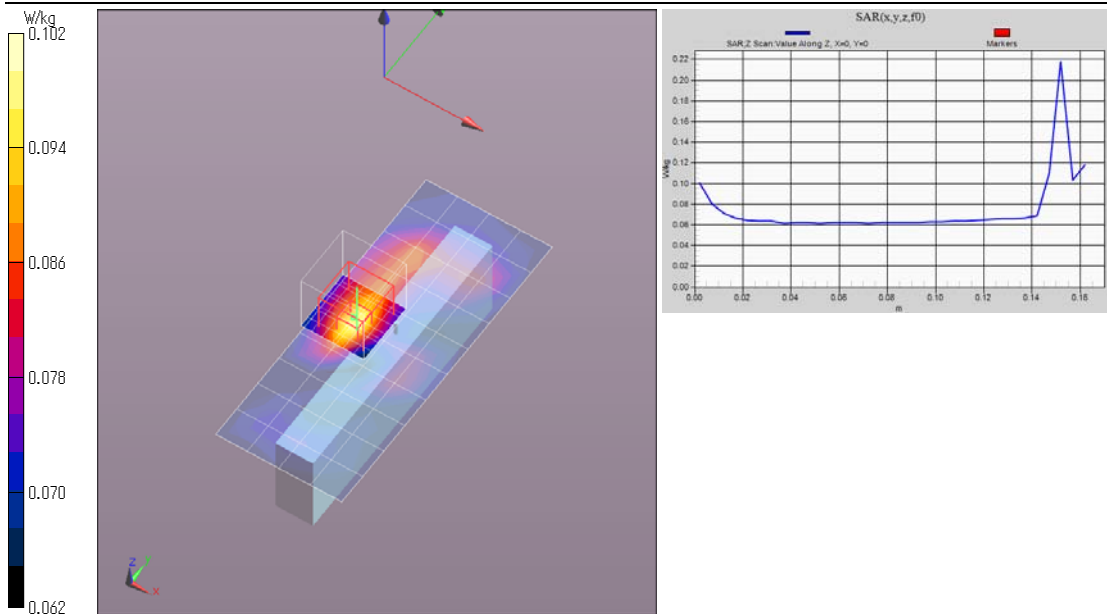 W/kg
0.102
0.094
0.086
0.078
0.070
0.062
Z
Y
X
SAR(x,y,z,f0)
SAR;Z Scan:Value Along Z, X=0, Y=0
Markers
W/kg
0.22
0.20
0.18
0.16
0.14
0.12
0.10
0.08
0.06
0.04
0.02
0.00
0.00 0.02 0.04 0.06 0.08 0.10 0.12 0.14 0.16
m